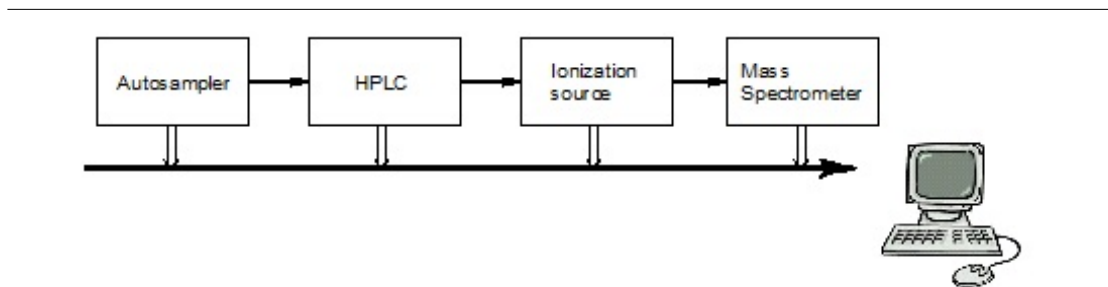 Autosampler
HPLC
Ionization
source
Mass
Spectrometer